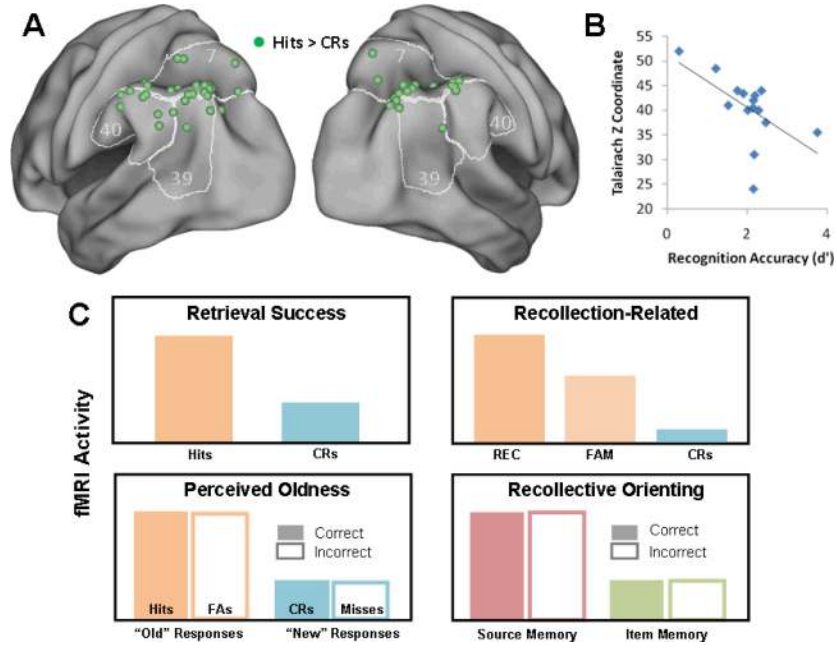 A
Hits > CRs
7
40
39
7
40
39
B
Talairach Z Coordinate
55
50
45
40
35
30
25
20
0
2
4
Recognition Accuracy (d')
C
fMRI Activity
Retrieval Success
Hits
CRs
Recollection-Related
REC
FAM
CRs
Perceived Oldness
Correct
Incorrect
Hits
FAs
CRs
Misses
"Old" Responses
"New" Responses
Recollective Orienting
Correct
Incorrect
Source Memory
Item Memory